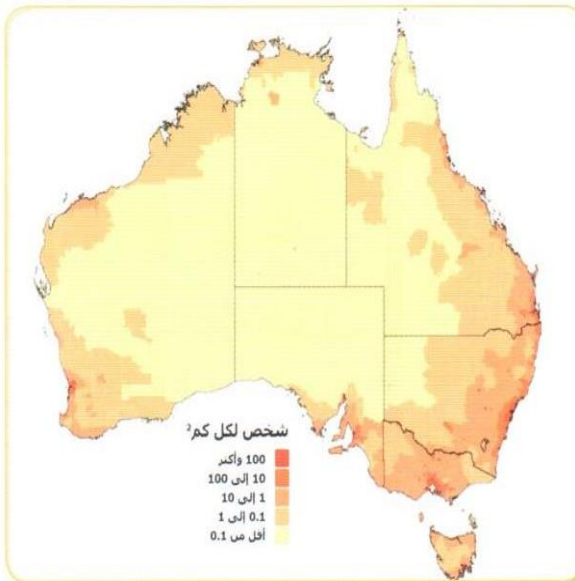 شخص لكل كم²
100 وأكثر
10 إلى 100
1 إلى 10
0.1 إلى 1
أقل من 0.1